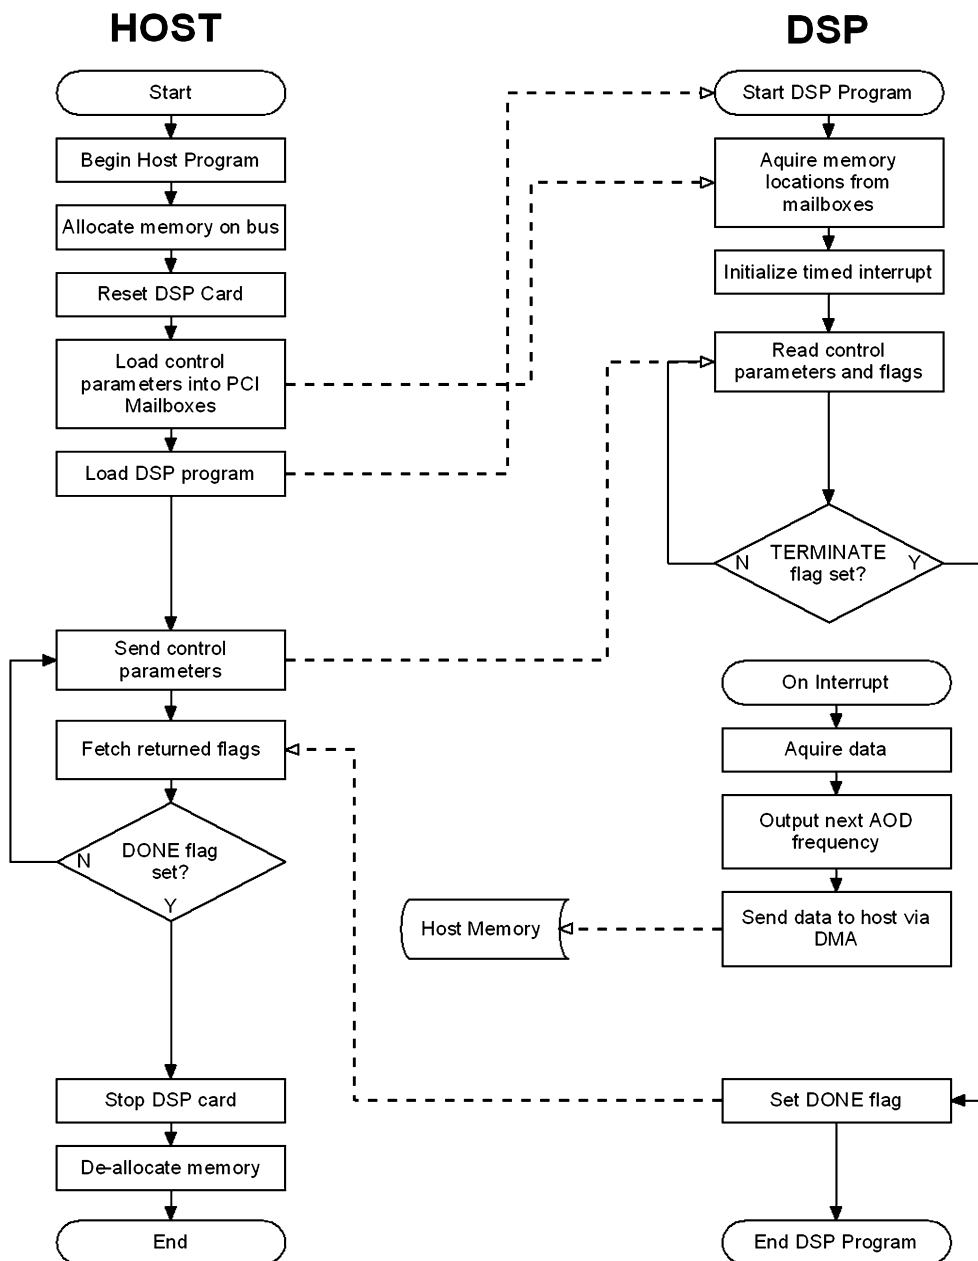 HOST
Start
Begin Host Program
Allocate memory on bus
Reset DSP Card
Load control
parameters into PCI
Mailboxes
Load DSP program
Send control
parameters
Fetch returned flags
DONE flag
set?
N
Y
Stop DSP card
De-allocate memory
End
DSP
Start DSP Program
Aquire memory
locations from
mailboxes
Initialize timed interrupt
Read control
parameters and flags
TERMINATE
flag set?
N
Y
On Interrupt
Aquire data
Output next AOD
frequency
Send data to host via
DMA
Host Memory
Set DONE flag
End DSP Program